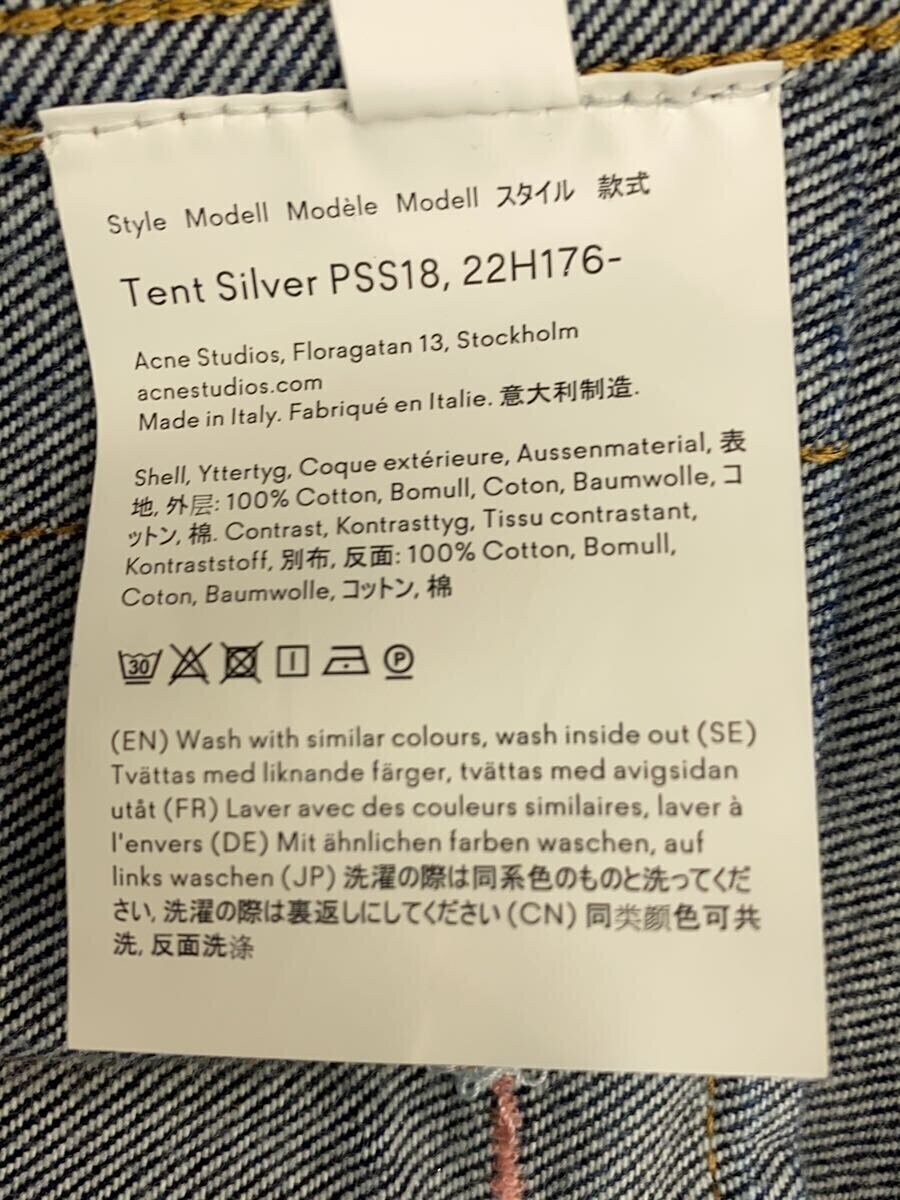 Style Modell Modèle Modell スタイル 款式
Tent Silver PSS18, 22H176-
Acne Studios, Floragatan 13, Stockholm
acnestudios.com
Made in Italy. Fabriqué en Italie. 意大利制造.
Shell, Yttertyg, Coque extérieure, Aussenmaterial, 表
地, 外层: 100% Cotton, Bomull, Coton, Baumwolle, コ
ットン, 棉. Contrast, Kontrasttyg, Tissu contrastant,
Kontraststoff, 別布, 反面: 100% Cotton, Bomull,
Coton, Baumwolle, コットン, 棉
30 P
(EN) Wash with similar colours, wash inside out (SE)
Tvättas med liknande färger, tvättas med avigsidan
utåt (FR) Laver avec des couleurs similaires, laver à
l'envers (DE) Mit ähnlichen farben waschen, auf
links waschen (JP) 洗濯の際は同系色のものと洗ってくだ
さい, 洗濯の際は裏返しにしてください (CN) 同类颜色可共
洗, 反面洗涤